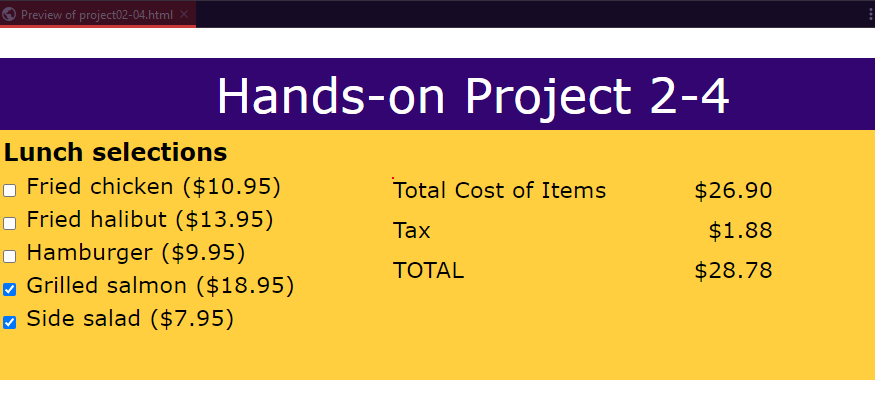 Preview of project02-04.html
Hands-on Project 2-4
Lunch selections
Fried chicken ($10.95)
Fried halibut ($13.95)
Hamburger ($9.95)
Grilled salmon ($18.95)
Side salad ($7.95)
Total Cost of Items $26.90
Tax $1.88
TOTAL $28.78